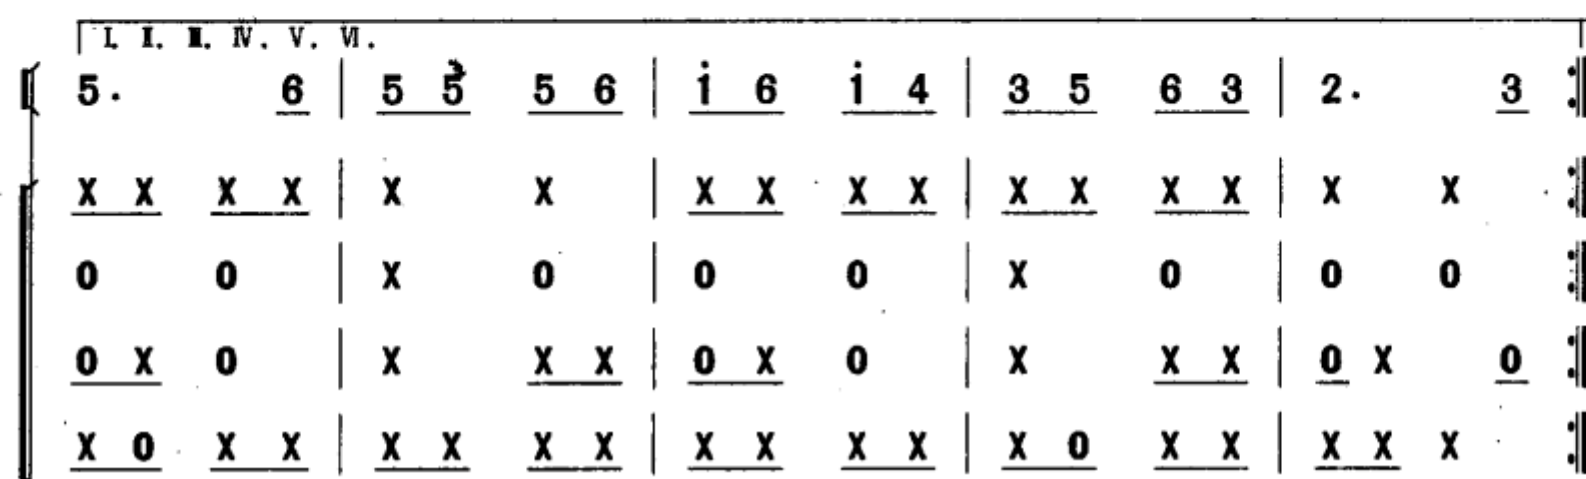 I. II. III. IV. V. VI.
5. 6 | 5 5 5 6 | i 6 i 4 | 3 5 6 3 | 2. 3 :‖
X X X X | X X | X X X X | X X X X | X X :‖
0 0 | X 0 | 0 0 | X 0 | 0 0 :‖
0 X 0 | X X X | 0 X 0 | X X X | 0 X 0 :‖
X 0 X X | X X X X | X X X X | X 0 X X | X X X :‖